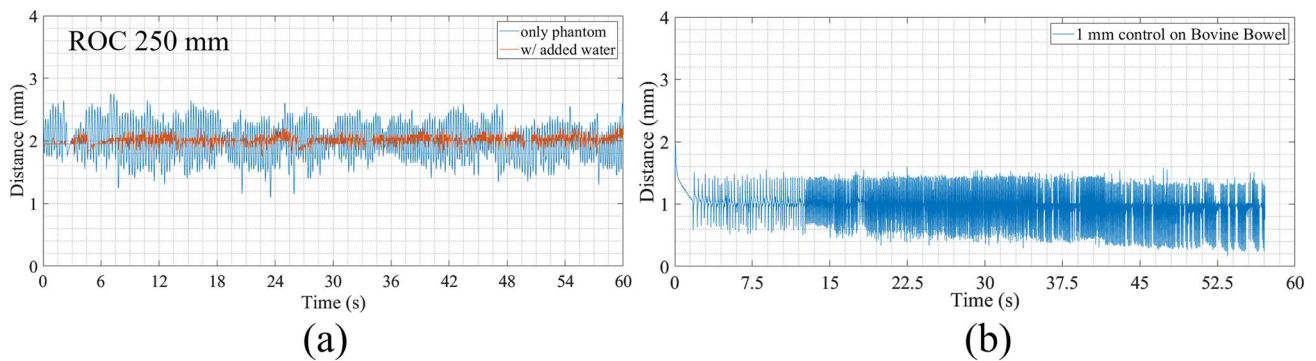 ROC 250 mm
only phantom
w/ added water
Distance (mm)
4
3
2
1
0
0 6 12 18 24 30 36 42 48 54 60
Time (s)
(a)
1 mm control on Bovine Bowel
Distance (mm)
4
3
2
1
0
0 7.5 15 22.5 30 37.5 45 52.5 60
Time (s)
(b)